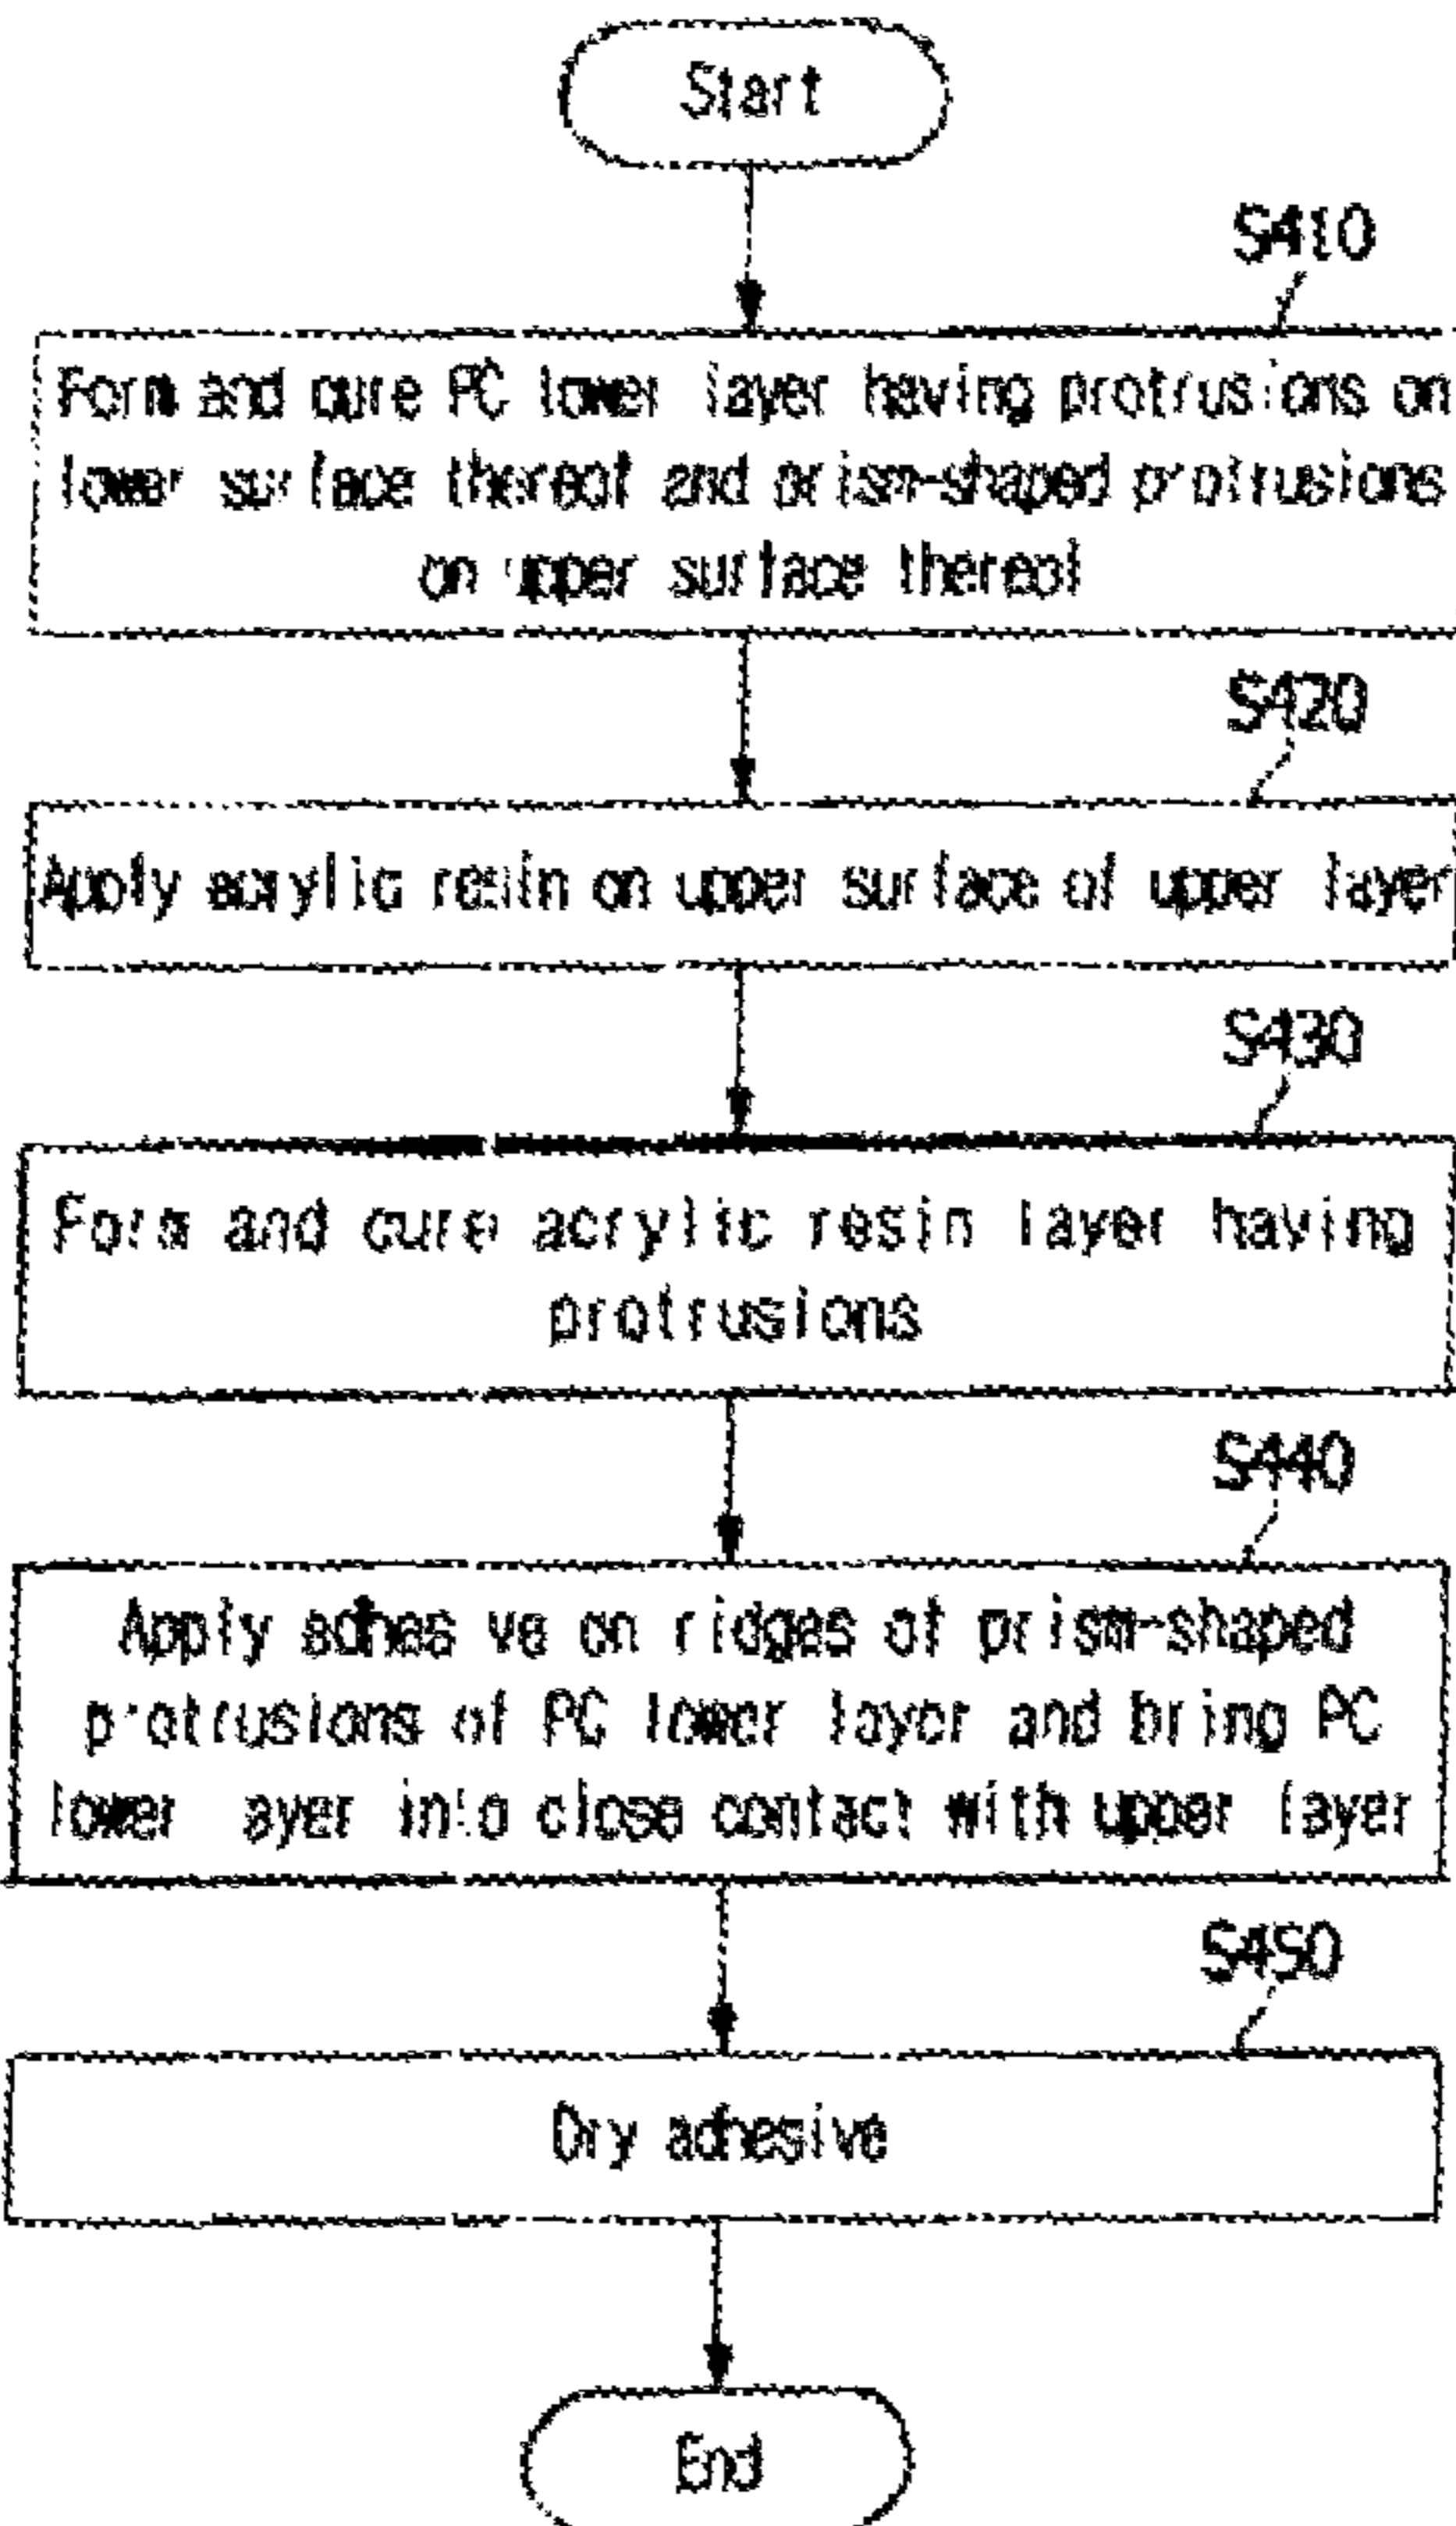 Start
S410
Form and cure PC lower layer having protrusions on
lower surface thereof and prism-shaped protrusions
on upper surface thereof
S420
Apply acrylic resin on upper surface of upper layer
S430
Form and cure acrylic resin layer having
protrusions
S440
Apply adhesive on ridges of prism-shaped
protrusions of PC lower layer and bring PC
lower layer into close contact with upper layer
S450
Dry adhesive
End